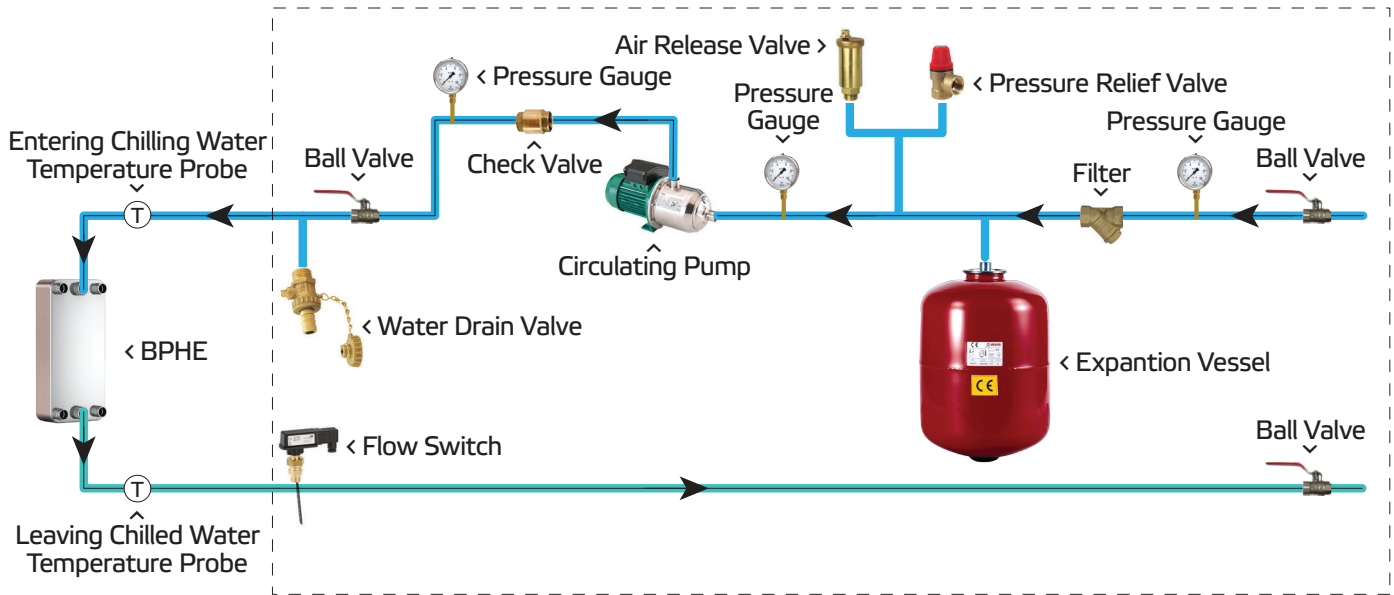 Air Release Valve
Pressure Gauge
Pressure Relief Valve
Pressure
Gauge
Pressure Gauge
Entering Chilling Water
Temperature Probe
Ball Valve
Check Valve
Filter
Ball Valve
T
Circulating Pump
Water Drain Valve
BPHE
Expantion Vessel
CE
Flow Switch
Ball Valve
T
Leaving Chilled Water
Temperature Probe